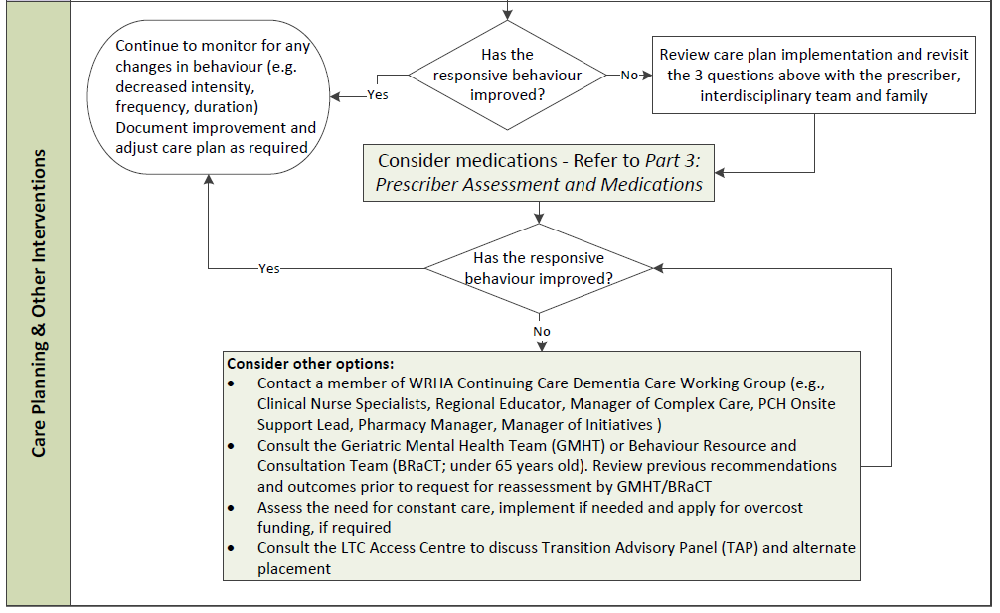 Care Planning & Other Interventions
Continue to monitor for any
changes in behaviour (e.g.
decreased intensity,
frequency, duration)
Document improvement and
adjust care plan as required
Yes
Has the
responsive behaviour
improved?
No
Review care plan implementation and revisit
the 3 questions above with the prescriber,
interdisciplinary team and family
Consider medications - Refer to Part 3:
Prescriber Assessment and Medications
Has the responsive
behaviour improved?
Yes
No
Consider other options:
• Contact a member of WRHA Continuing Care Dementia Care Working Group (e.g.,
Clinical Nurse Specialists, Regional Educator, Manager of Complex Care, PCH Onsite
Support Lead, Pharmacy Manager, Manager of Initiatives )
• Consult the Geriatric Mental Health Team (GMHT) or Behaviour Resource and
Consultation Team (BRaCT; under 65 years old). Review previous recommendations
and outcomes prior to request for reassessment by GMHT/BRaCT
• Assess the need for constant care, implement if needed and apply for overcost
funding, if required
• Consult the LTC Access Centre to discuss Transition Advisory Panel (TAP) and alternate
placement